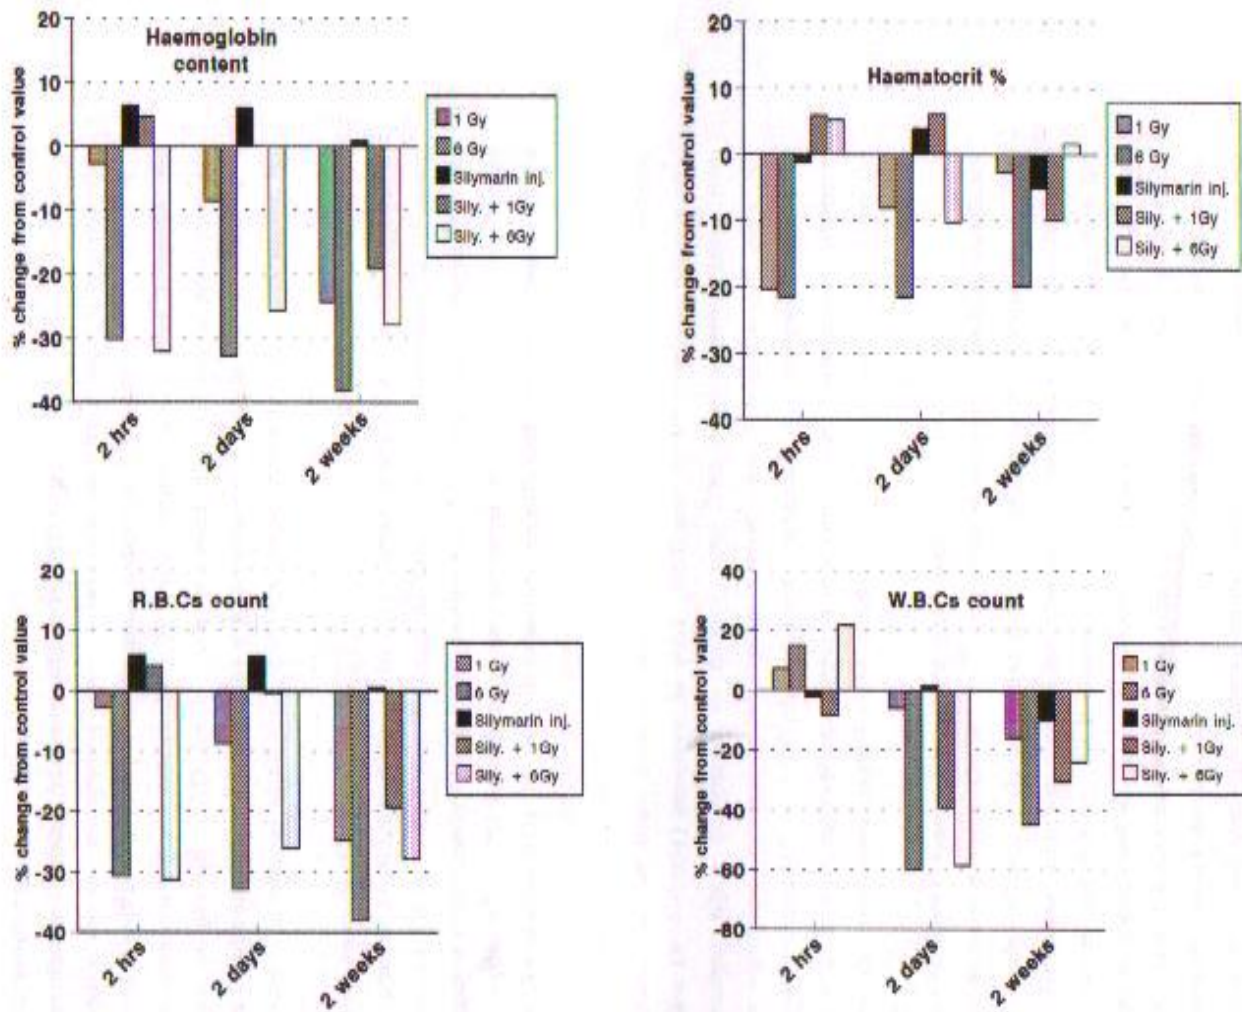 Haemoglobin
content
% change from control value
20
10
0
-10
-20
-30
-40
2 hrs
2 days
2 weeks
1 Gy
6 Gy
Silymarin inj.
Sily. + 1Gy
Sily. + 6Gy
Haematocrit %
% change from control value
20
10
0
-10
-20
-30
-40
2 hrs
2 days
2 weeks
1 Gy
6 Gy
Silymarin inj.
Sily. + 1Gy
Sily. + 6Gy
R.B.Cs count
% change from control value
20
10
0
-10
-20
-30
-40
2 hrs
2 days
2 weeks
1 Gy
6 Gy
Silymarin inj.
Sily. + 1Gy
Sily. + 6Gy
W.B.Cs count
% change from control value
40
20
0
-20
-40
-60
-80
2 hrs
2 days
2 weeks
1 Gy
6 Gy
Silymarin inj.
Sily. + 1Gy
Sily. + 6Gy